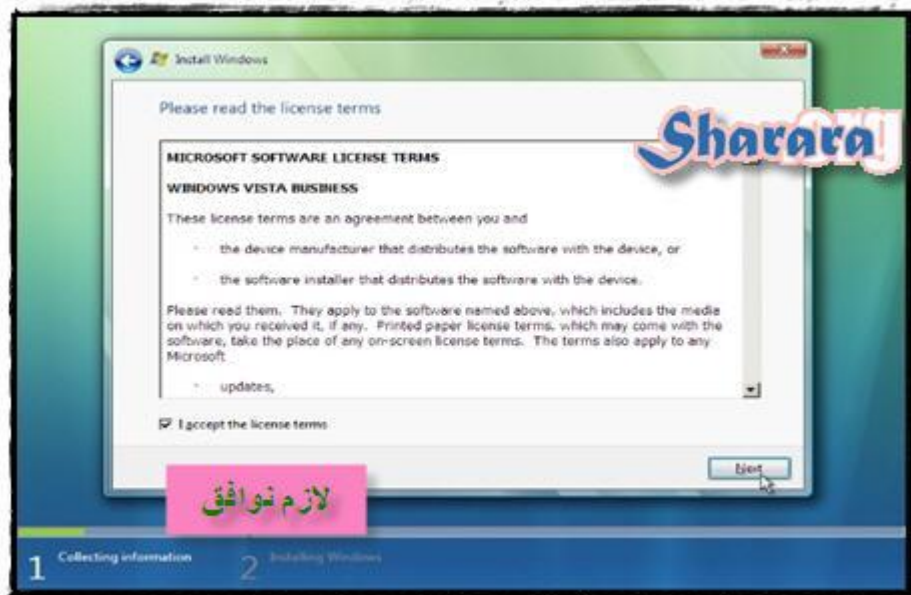 Install Windows
Please read the license terms
Sharara
org
MICROSOFT SOFTWARE LICENSE TERMS
WINDOWS VISTA BUSINESS
These license terms are an agreement between you and
· the device manufacturer that distributes the software with the device, or
· the software installer that distributes the software with the device.
Please read them. They apply to the software named above, which includes the media
on which you received it, if any. Printed paper license terms, which may come with the
software, take the place of any on-screen license terms. The terms also apply to any
Microsoft
· updates,
I accept the license terms
Next
لازم نوافق
1 Collecting information
2 Installing Windows